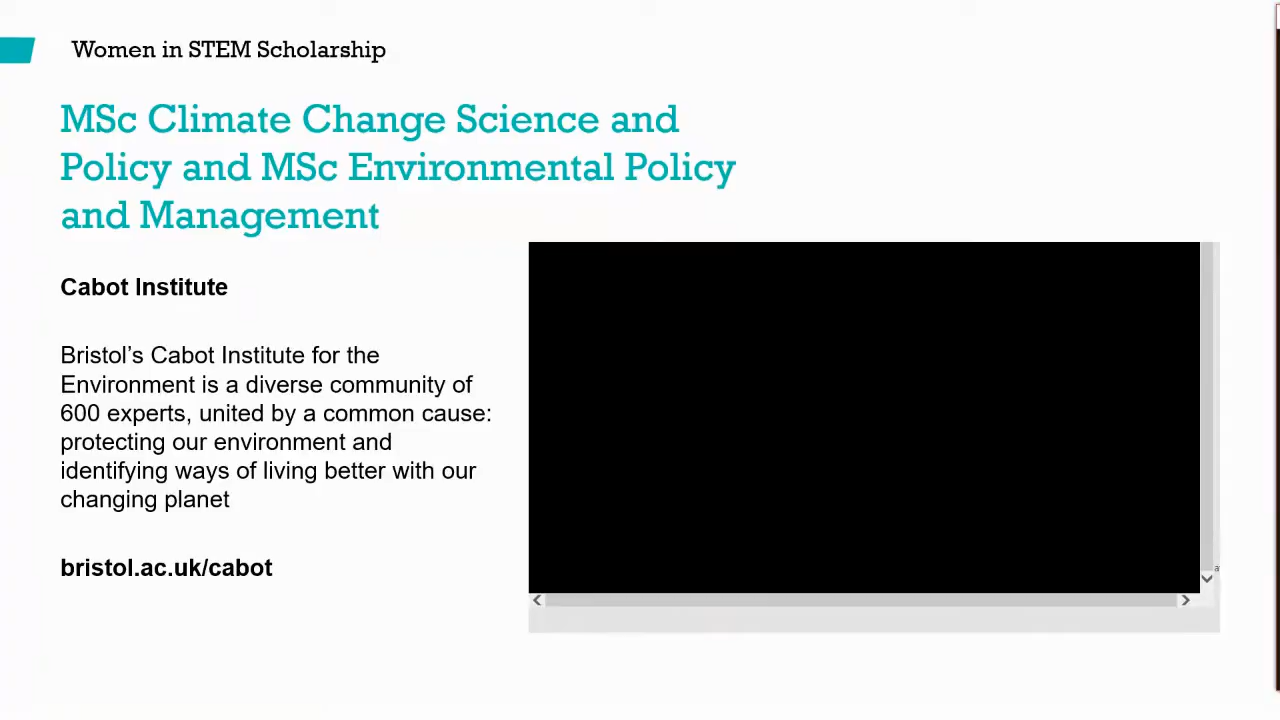 Women in STEM Scholarship
MSc Climate Change Science and
Policy and MSc Environmental Policy
and Management
Cabot Institute
Bristol’s Cabot Institute for the
Environment is a diverse community of
600 experts, united by a common cause:
protecting our environment and
identifying ways of living better with our
changing planet
bristol.ac.uk/cabot